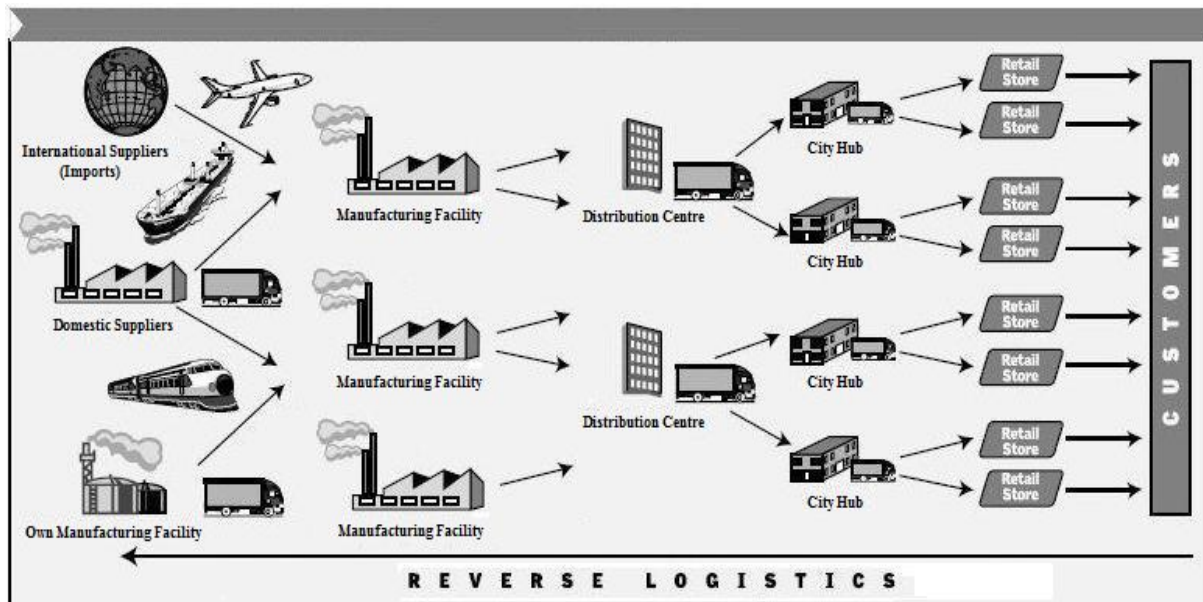 International Suppliers
(Imports)
Domestic Suppliers
Own Manufacturing Facility
Manufacturing Facility
Manufacturing Facility
Manufacturing Facility
Distribution Centre
Distribution Centre
City Hub
City Hub
City Hub
City Hub
Retail
Store
Retail
Store
Retail
Store
Retail
Store
Retail
Store
Retail
Store
Retail
Store
Retail
Store
CUSTOMERS
REVERSE LOGISTICS